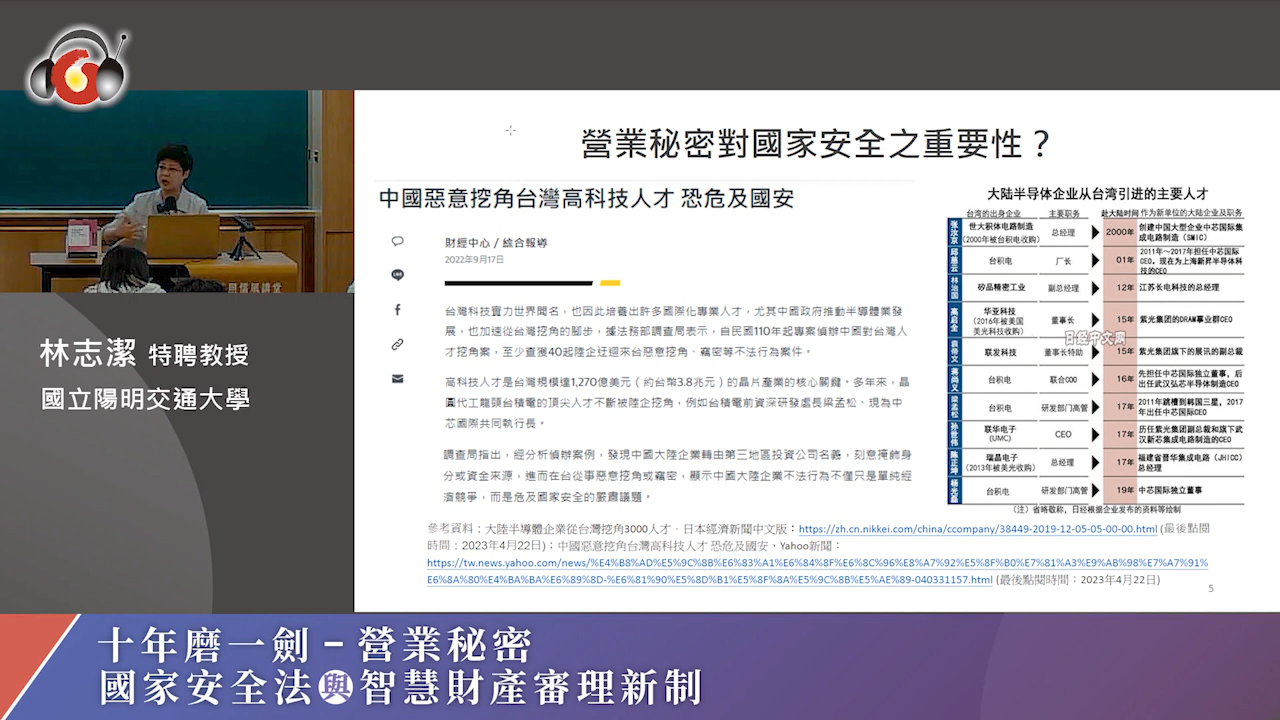 營業秘密對國家安全之重要性？
中國惡意挖角台灣高科技人才 恐危及國安
財經中心 / 綜合報導
2022年9月17日
台灣科技實力世界聞名，也因此培養出許多國際化專業人才，尤其中國政府推動半導體業發
展，也加速從台灣挖角的腳步，據法務部調查局表示，自民國110年起專案偵辦中國對台灣人
才挖角案，至少查獲40起陸企迂迴來台惡意挖角、竊密等不法行為案件。
高科技人才是台灣規模達1,270億美元（約台幣3.8兆元）的晶片產業的核心關鍵。多年來，晶
圓代工龍頭台積電的頂尖人才不斷被陸企挖角，例如台積電前資深研發處長梁孟松、現為中
芯國際共同執行長。
調查局指出，經分析偵辦案例，發現中國大陸企業轉由第三地區投資公司名義，刻意掩飾身
分或資金來源，進而在台從事惡意挖角或竊密，顯示中國大陸企業不法行為不僅只是單純經
濟競爭，而是危及國家安全的嚴肅議題。
大陆半导体企业从台湾引进的主要人才
台湾的出身企业 主要职务 赴大陆时间 作为新单位的大陆企业及职务
张汝京 世大积体电路制造（2000年被台积电收购） 总经理 2000年 创建中国大型企业中芯国际集成电路制造（SMIC）
邱慈云 台积电 厂长 01年 2011年～2017年担任中芯国际CEO。现在为上海新昇半导体科技的CEO
林治国 矽品精密工业 副总经理 12年 江苏长电科技的总经理
高启全 华亚科技（2016年被美国美光科技收购） 董事长 15年 紫光集团的DRAM事业群CEO
袁帝文 联发科技 董事长特助 15年 紫光集团旗下的展讯的副总裁
蒋尚义 台积电 联合COO 16年 先担任中芯国际独立董事，后出任武汉弘芯半导体制造CEO
梁孟松 台积电 研发部门高管 17年 2011年跳槽到韩国三星，2017年出任中芯国际CEO
孙世伟 联华电子(UMC) CEO 17年 历任紫光集团副总裁和旗下武汉新芯集成电路制造的CEO
陈正坤 瑞晶电子（2013年被美光收购） 总经理 17年 福建省晋华集成电路（JHICC）总经理
杨光磊 台积电 研发部门高管 19年 中芯国际独立董事
日经中文网
（注）省略敬称，日经根据企业发布的资料等绘制
參考資料：大陸半導體企業從台灣挖角3000人才．日本經濟新聞中文版：https://zh.cn.nikkei.com/china/ccompany/38449-2019-12-05-05-00-00.html (最後點閱
時間：2023年4月22日)；中國惡意挖角台灣高科技人才 恐危及國安，Yahoo新聞：
https://tw.news.yahoo.com/news/%E4%B8%AD%E5%9C%8B%E6%83%A1%E6%84%8F%E6%8C%96%E8%A7%92%E5%8F%B0%E7%81%A3%E9%AB%98%E7%A7%91%
E6%8A%80%E4%BA%BA%E6%89%8D-%E6%81%90%E5%8D%B1%E5%8F%8A%E5%9C%8B%E5%AE%89-040331157.html (最後點閱時間：2023年4月22日)
5
林志潔 特聘教授
國立陽明交通大學
十年磨一劍－營業秘密
國家安全法與智慧財產審理新制